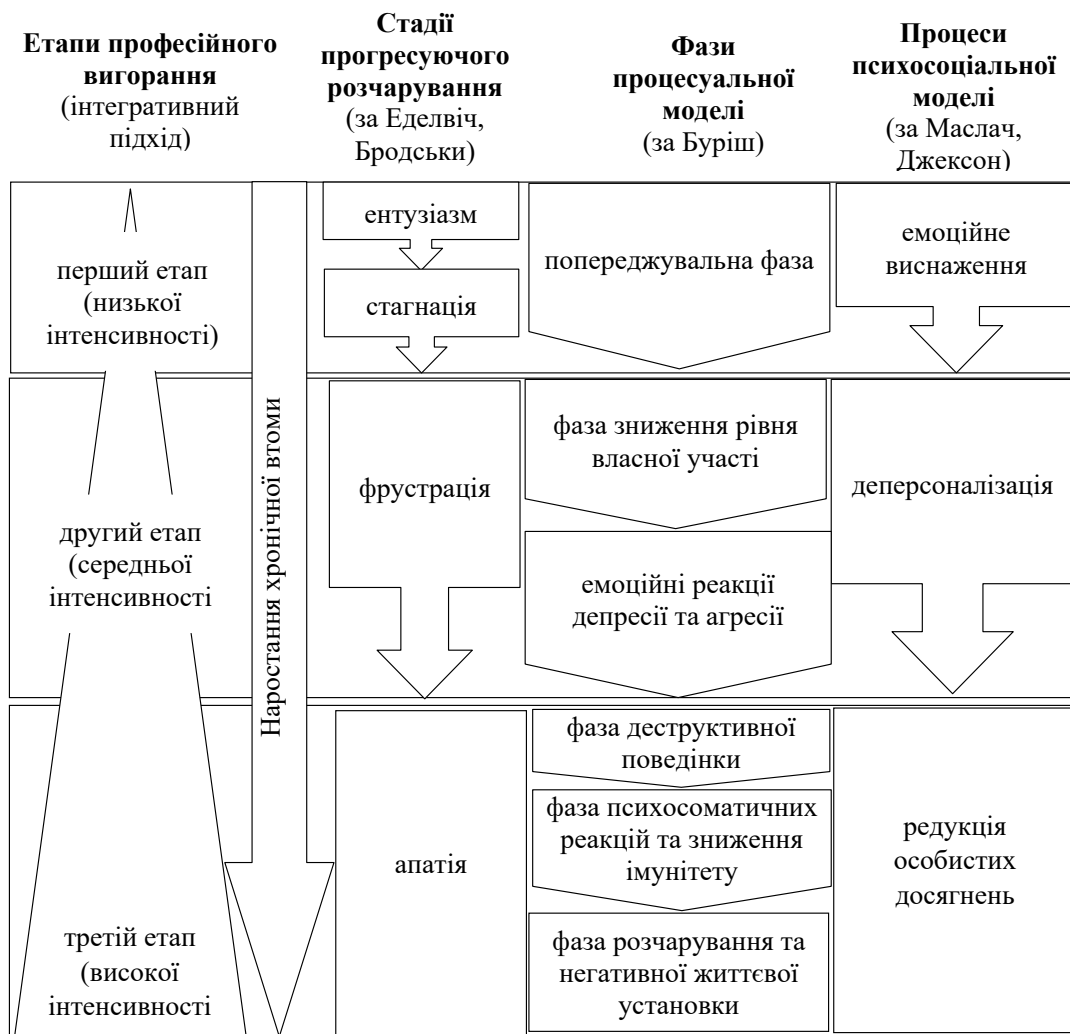 Етапи професійного
вигорання
(інтегративний
підхід)
Стадії
прогресуючого
розчарування
(за Еделвіч,
Бродськи)
Фази
процесуальної
моделі
(за Буріш)
Процеси
психосоціальної
моделі
(за Маслач,
Джексон)
перший етап
(низької
інтенсивності)
Наростання хронічної втоми
ентузіазм
стагнація
попереджувальна фаза
емоційне
виснаження
другий етап
(середньої
інтенсивності
фрустрація
фаза зниження рівня
власної участі
емоційні реакції
депресії та агресії
деперсоналізація
третій етап
(високої
інтенсивності
апатія
фаза деструктивної
поведінки
фаза психосоматичних
реакцій та зниження
імунітету
фаза розчарування та
негативної життєвої
установки
редукція
особистих
досягнень